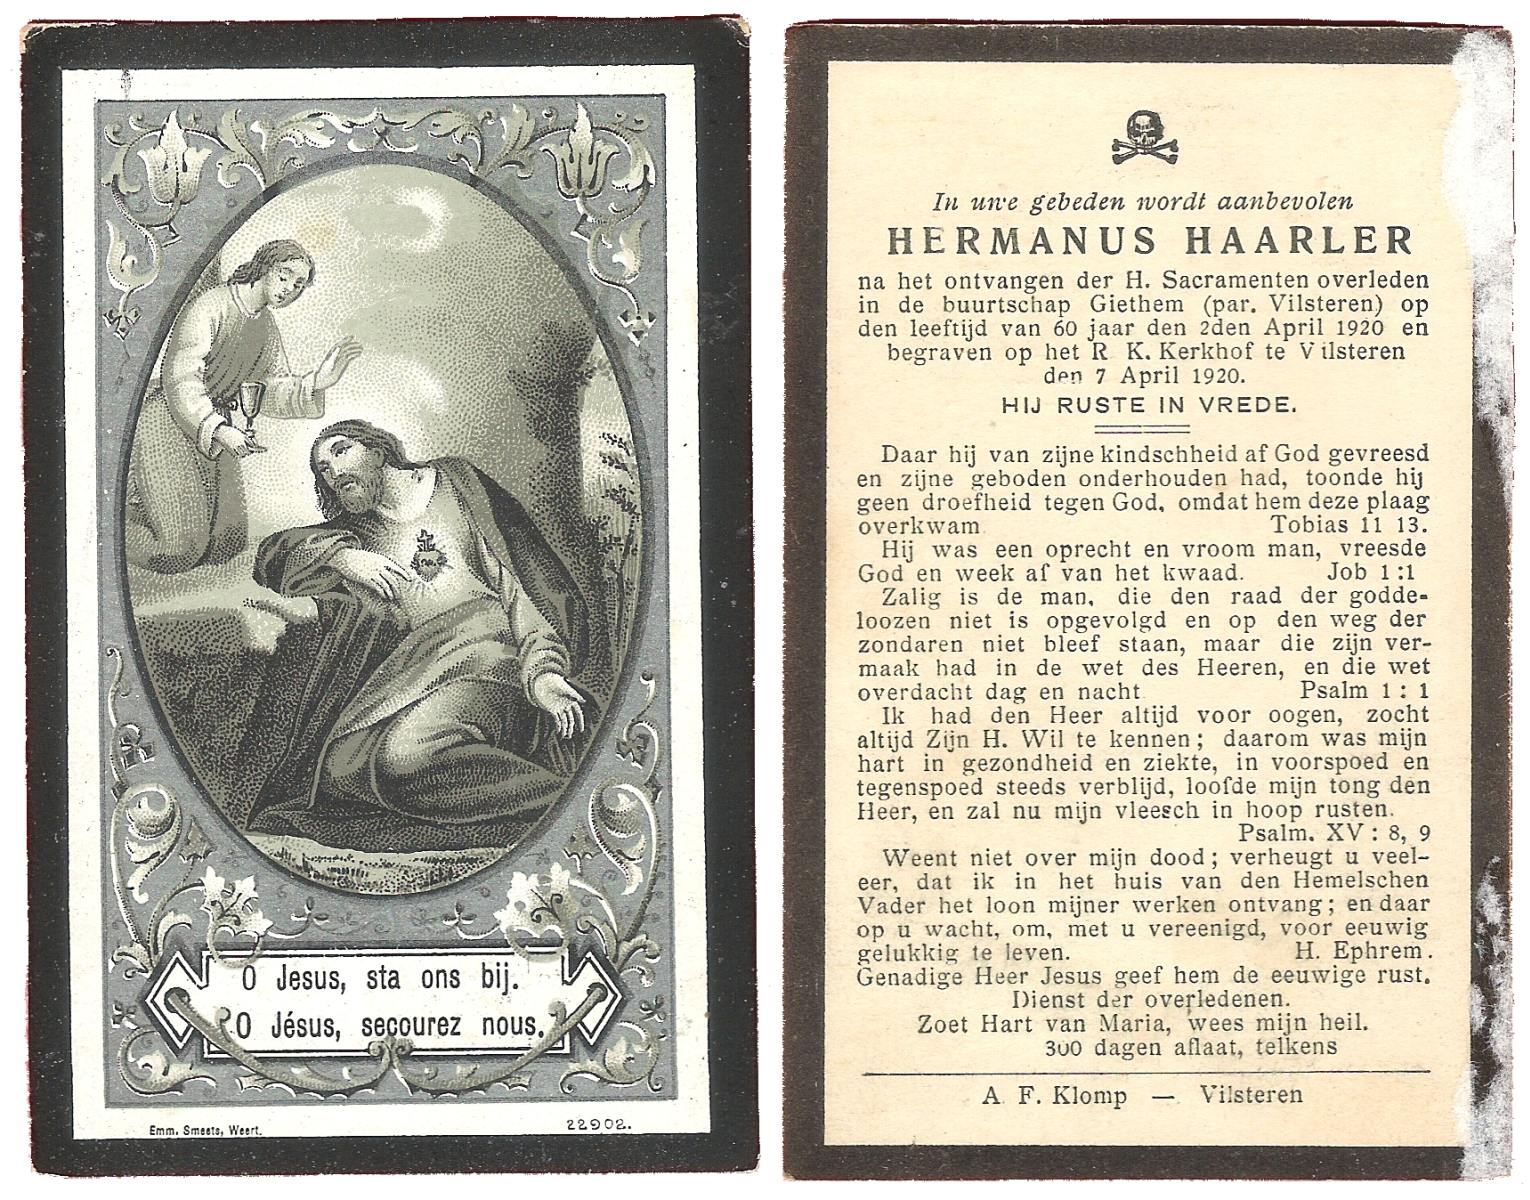 O Jesus, sta ons bij.
O Jésus, secourez nous.
Emm. Smeets, Weert.
22902.
In uwe gebeden wordt aanbevolen
HERMANUS HAARLER
na het ontvangen der H. Sacramenten overleden
in de buurtschap Giethem (par. Vilsteren) op
den leeftijd van 60 jaar den 2den April 1920 en
begraven op het R K. Kerkhof te Vilsteren
den 7 April 1920.
HIJ RUSTE IN VREDE.
Daar hij van zijne kindschheid af God gevreesd
en zijne geboden onderhouden had, toonde hij
geen droefheid tegen God, omdat hem deze plaag
overkwam. Tobias 11 13.
Hij was een oprecht en vroom man, vreesde
God en week af van het kwaad. Job 1:1
Zalig is de man, die den raad der godde-
loozen niet is opgevolgd en op den weg der
zondaren niet bleef staan, maar die zijn ver-
maak had in de wet des Heeren, en die wet
overdacht dag en nacht. Psalm 1 : 1
Ik had den Heer altijd voor oogen, zocht
altijd Zijn H. Wil te kennen; daarom was mijn
hart in gezondheid en ziekte, in voorspoed en
tegenspoed steeds verblijd, loofde mijn tong den
Heer, en zal nu mijn vleesch in hoop rusten.
Psalm. XV : 8, 9
Weent niet over mijn dood; verheugt u veel-
eer, dat ik in het huis van den Hemelschen
Vader het loon mijner werken ontvang; en daar
op u wacht, om, met u vereenigd, voor eeuwig
gelukkig te leven. H. Ephrem.
Genadige Heer Jesus geef hem de eeuwige rust.
Dienst der overledenen.
Zoet Hart van Maria, wees mijn heil.
300 dagen aflaat, telkens
A. F. Klomp — Vilsteren